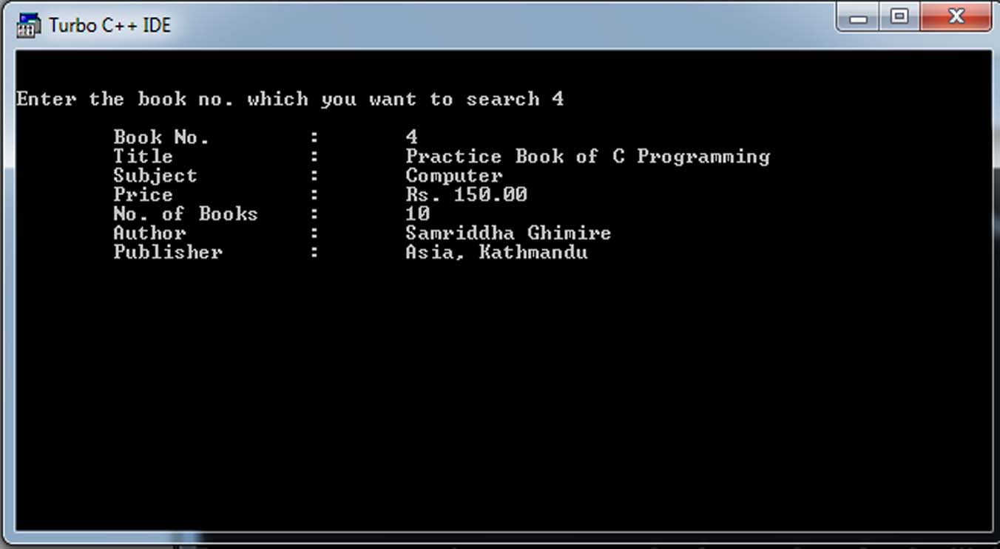 Turbo C++ IDE
Enter the book no. which you want to search 4
Book No. : 4
Title : Practice Book of C Programming
Subject : Computer
Price : Rs. 150.00
No. of Books : 10
Author : Samriddha Ghimire
Publisher : Asia, Kathmandu